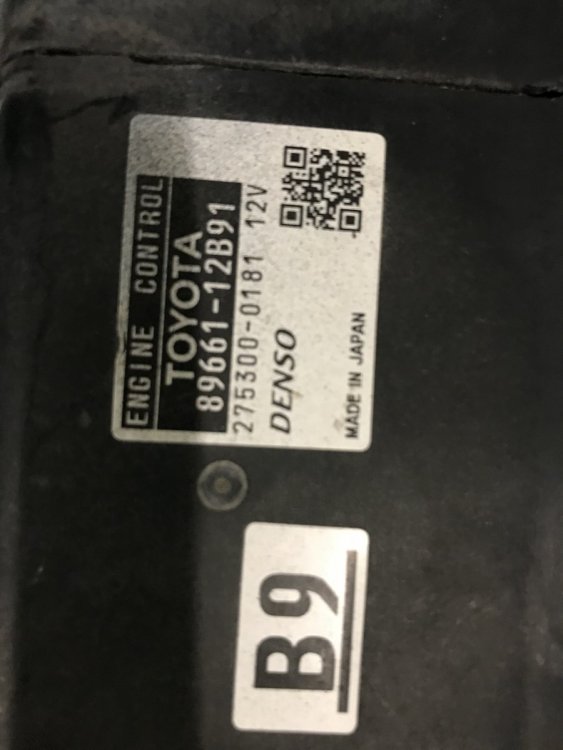 ENGINE CONTROL
TOYOTA
89661-12B91
275300-0181 12V
DENSO
MADE IN JAPAN
B9